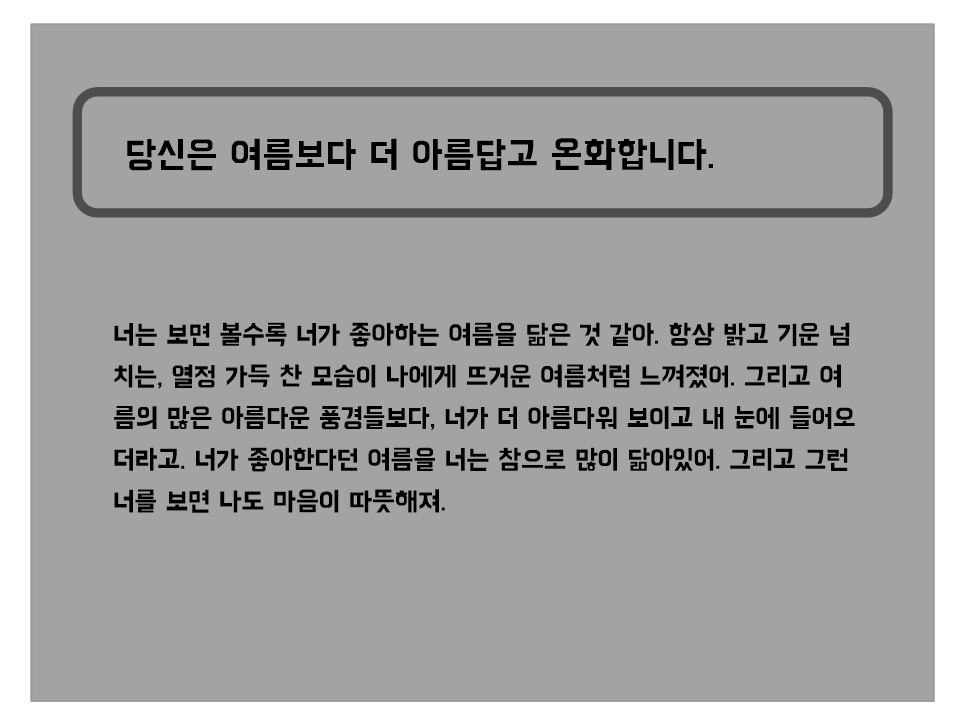 당신은 여름보다 더 아름답고 온화합니다.
너는 보면 볼수록 너가 좋아하는 여름을 닮은 것 같아. 항상 밝고 기운 넘
치는, 열정 가득 찬 모습이 나에게 뜨거운 여름처럼 느껴졌어. 그리고 여
름의 많은 아름다운 풍경들보다, 너가 더 아름다워 보이고 내 눈에 들어오
더라고. 너가 좋아한다던 여름을 너는 참으로 많이 닮아있어. 그리고 그런
너를 보면 나도 마음이 따뜻해져.